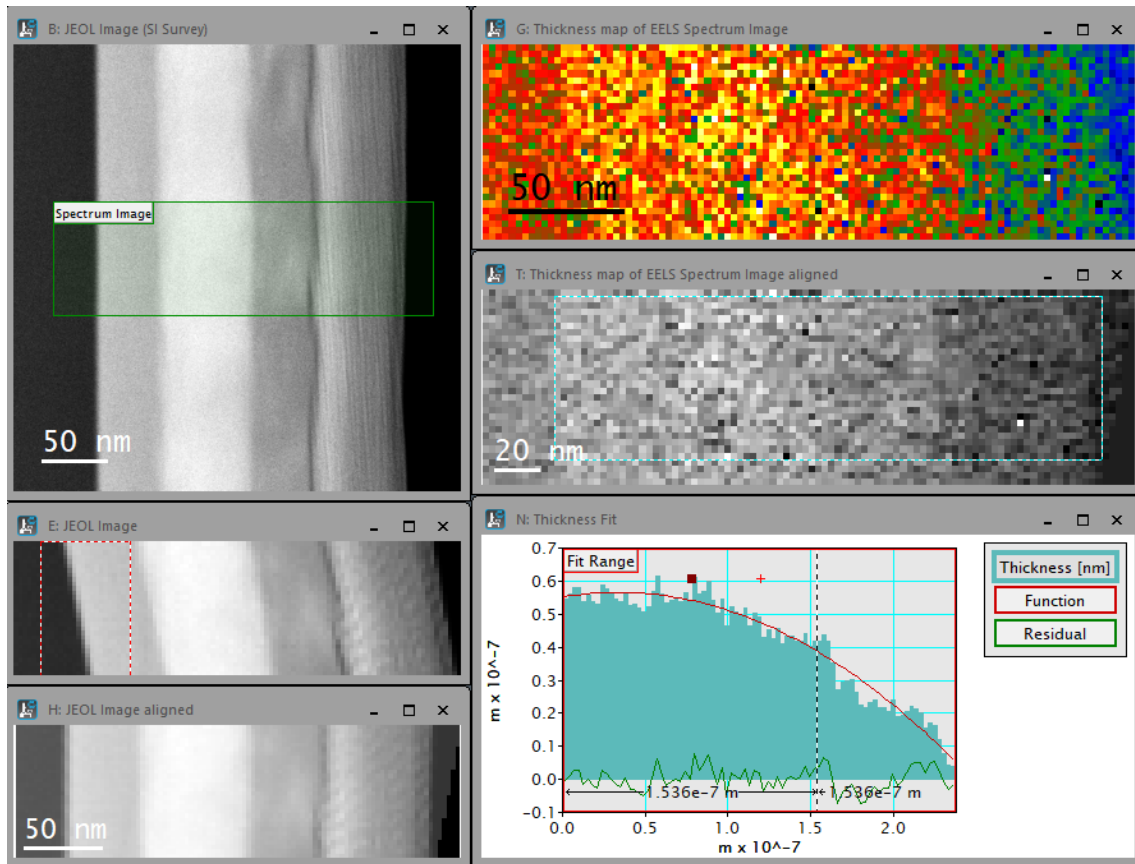 B: JEOL Image (SI Survey)
Spectrum Image
50 nm
G: Thickness map of EELS Spectrum Image
50 nm
T: Thickness map of EELS Spectrum Image aligned
20 nm
E: JEOL Image
H: JEOL Image aligned
50 nm
N: Thickness Fit
Fit Range
0.7
0.6
0.5
0.4
0.3
0.2
0.1
0.0
-0.1
m x 10^-7
1.536e-7 m
1.536e-7 m
0.0 0.5 1.0 1.5 2.0
m x 10^-7
Thickness [nm]
Function
Residual